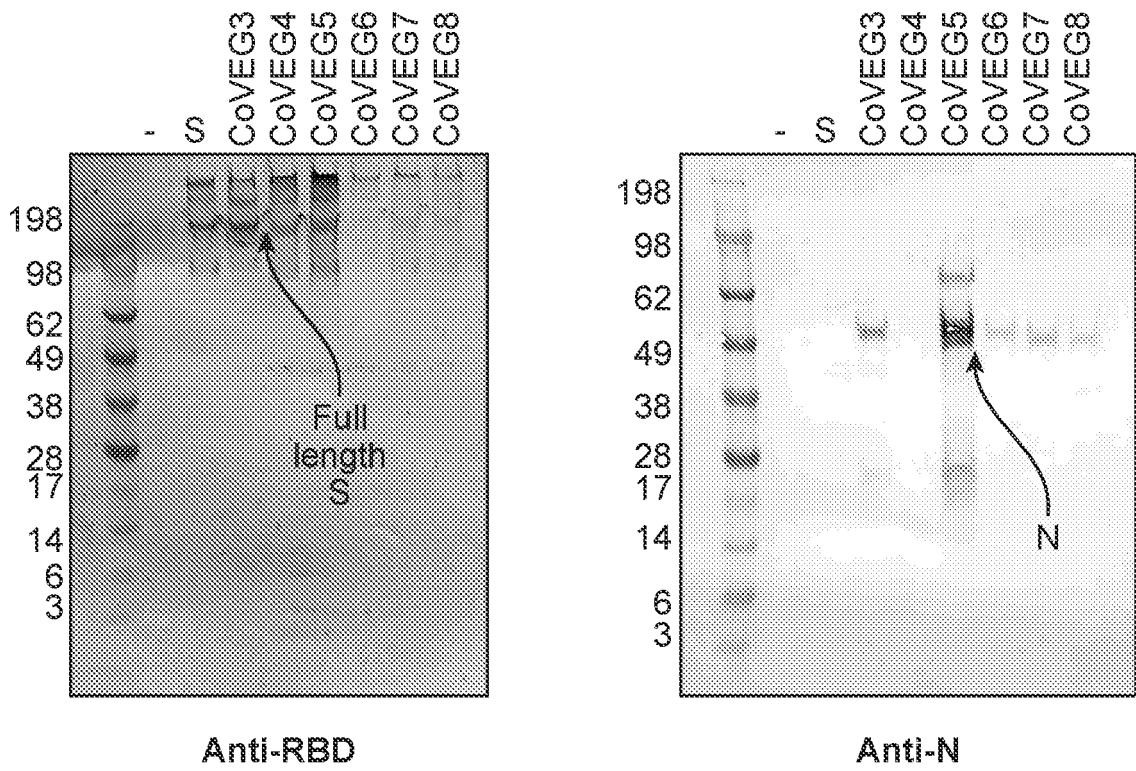 - S CoVEG3 CoVEG4 CoVEG5 CoVEG6 CoVEG7 CoVEG8
198
98
62
49
38
28
17
14
6
3
Full
length
S
Anti-RBD
- S CoVEG3 CoVEG4 CoVEG5 CoVEG6 CoVEG7 CoVEG8
198
98
62
49
38
28
17
14
6
3
N
Anti-N